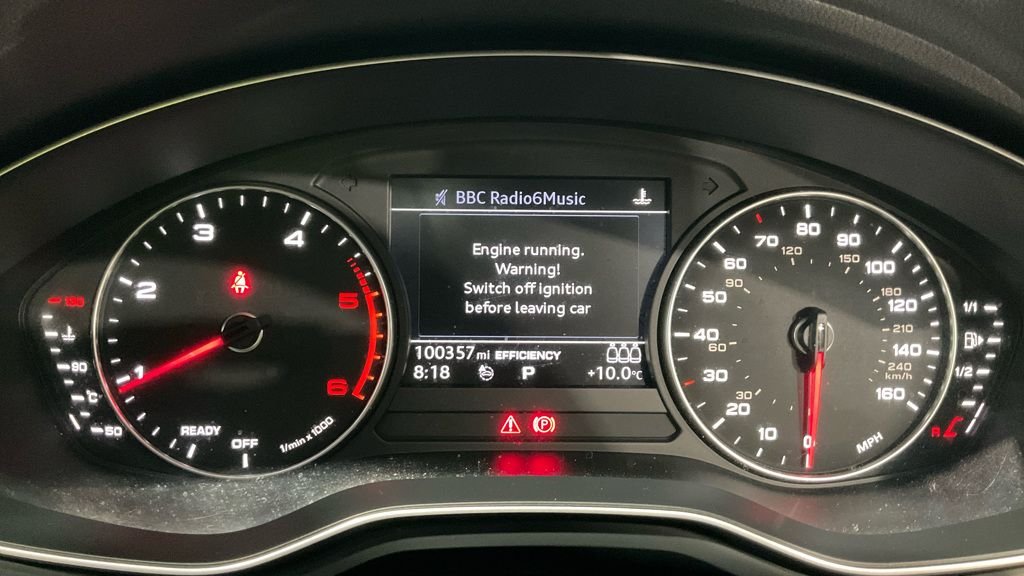 BBC Radio6Music
Engine running.
Warning!
Switch off ignition
before leaving car
100357 mi EFFICIENCY
8:18 P +10.0°C
1
2
3
4
5
6
READY
OFF
1/min x 1000
130
90
°C
50
0
10
20
30
40
50
60
70
80
90
100
120
140
160
MPH
30
60
90
120
150
180
210
240
km/h
1/1
1/2
R
P